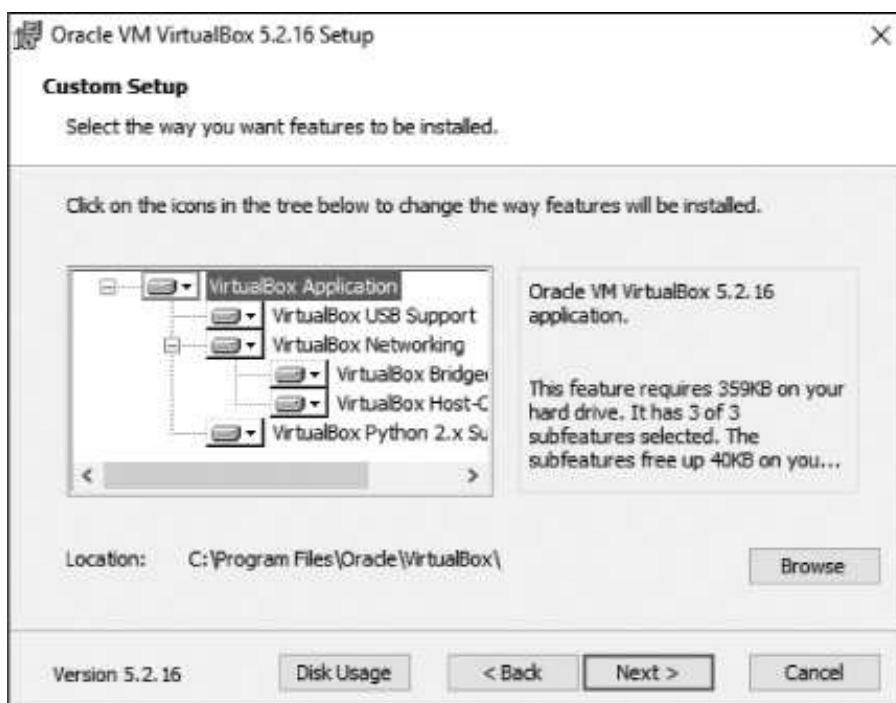 Oracle VM VirtualBox 5.2.16 Setup
Custom Setup
Select the way you want features to be installed.
Click on the icons in the tree below to change the way features will be installed.
VirtualBox Application
VirtualBox USB Support
VirtualBox Networking
VirtualBox Bridge
VirtualBox Host-C
VirtualBox Python 2.x Su
Oracle VM VirtualBox 5.2.16
application.
This feature requires 359KB on your
hard drive. It has 3 of 3
subfeatures selected. The
subfeatures free up 40KB on you...
Location: C:\Program Files\Oracle\VirtualBox\
Browse
Version 5.2.16
Disk Usage
< Back
Next >
Cancel